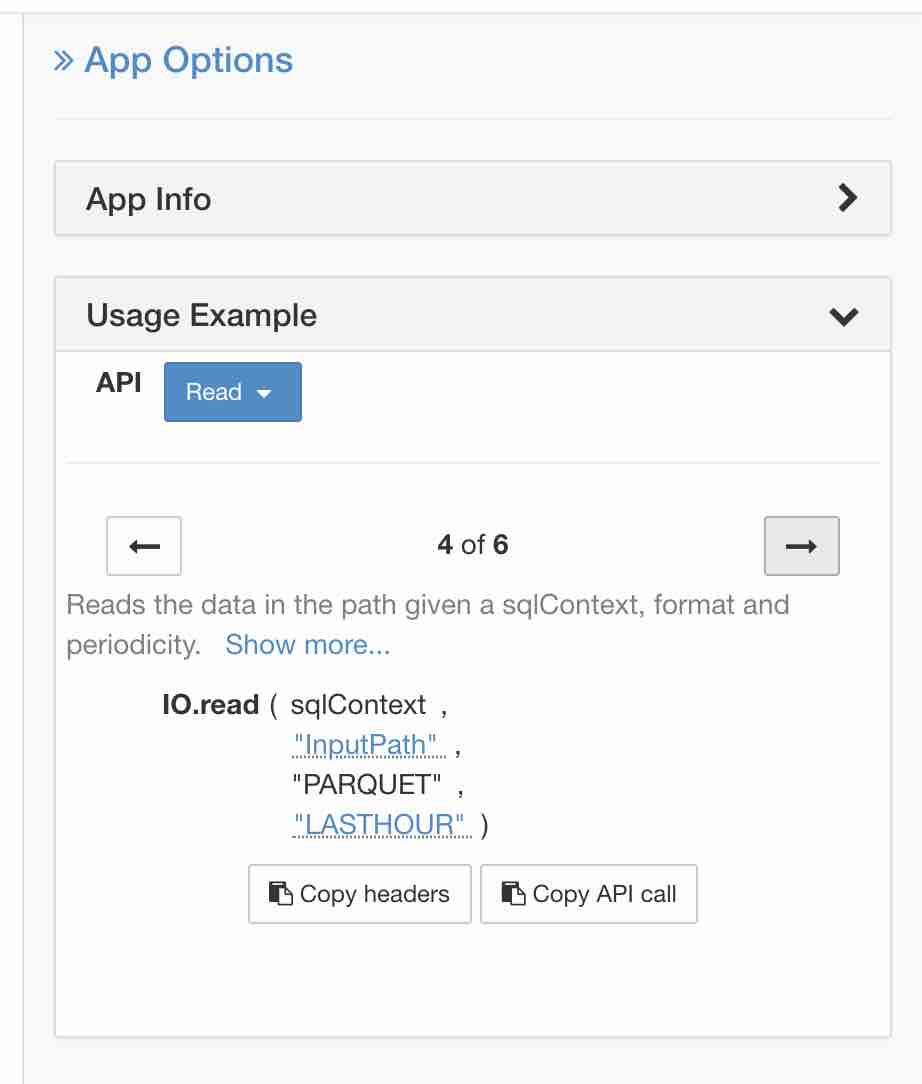 » App Options
App Info
Usage Example
API Read
4 of 6
Reads the data in the path given a sqlContext, format and
periodicity. Show more...
IO.read ( sqlContext ,
"InputPath" ,
"PARQUET" ,
"LASTHOUR" )
Copy headers Copy API call